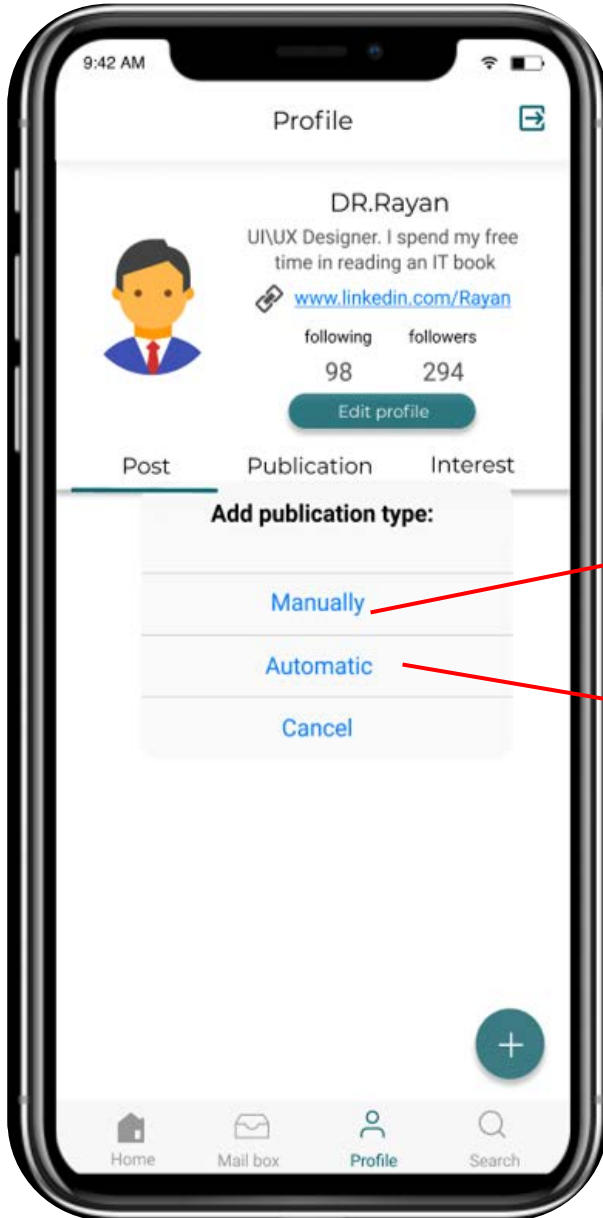 9:42 AM
Profile
DR.Rayan
UI\UX Designer. I spend my free
time in reading an IT book
www.linkedin.com/Rayan
following followers
98 294
Edit profile
Post Publication Interest
Add publication type:
Manually
Automatic
Cancel
+
Home Mail box Profile Search